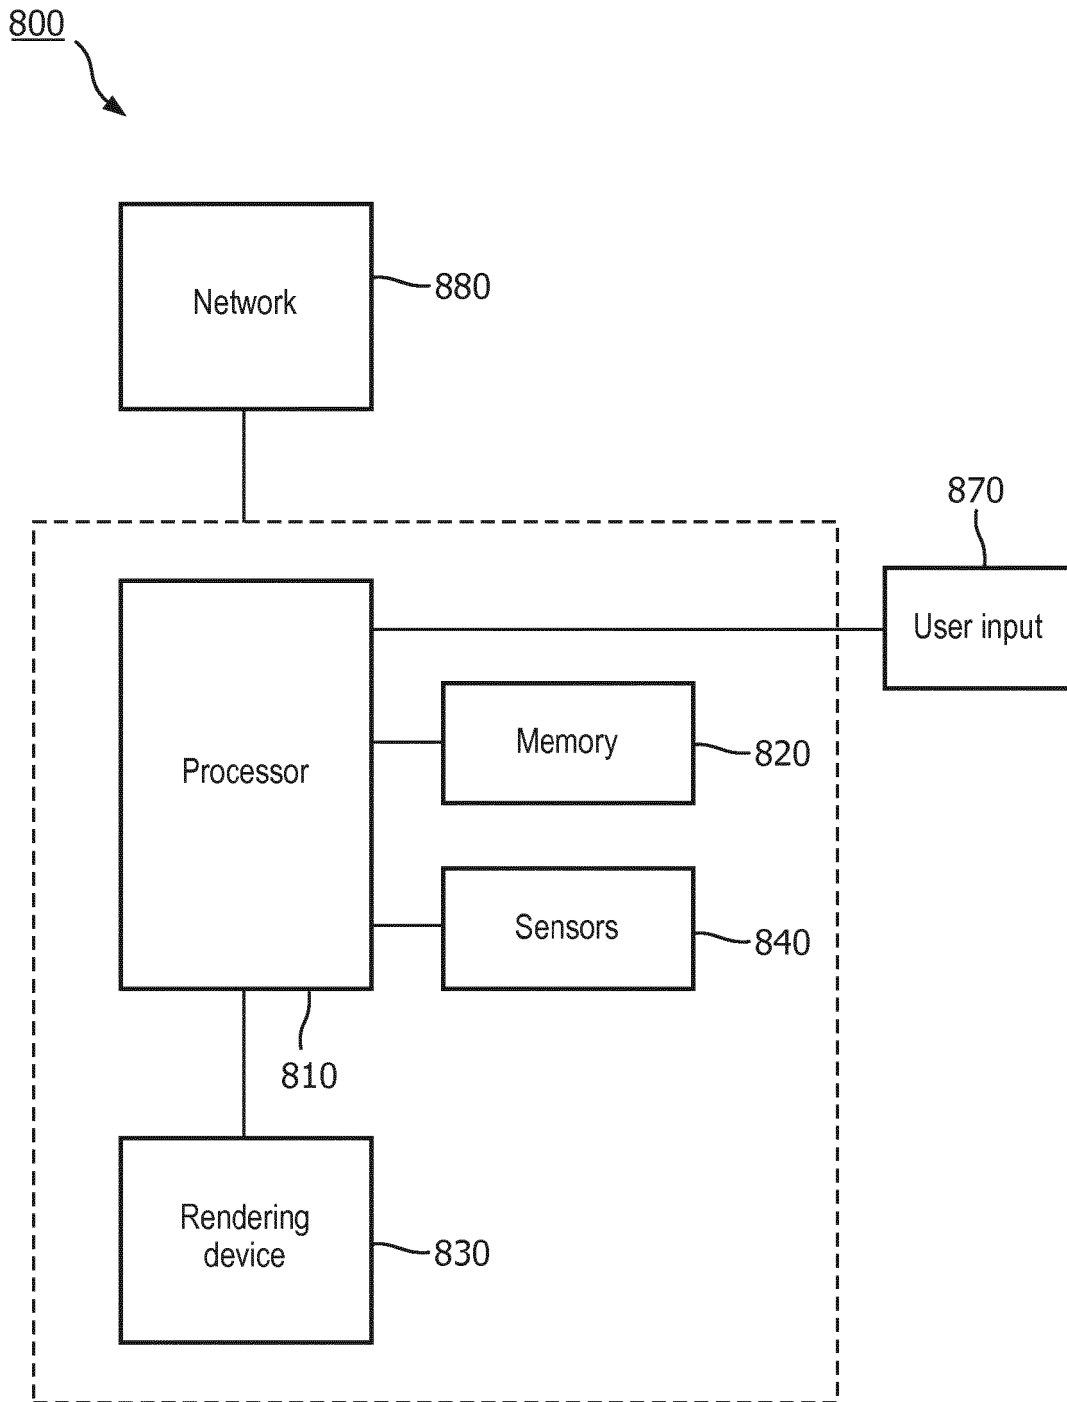 800
Network
880
870
User input
Memory
820
Processor
Sensors
840
810
Rendering
device
830